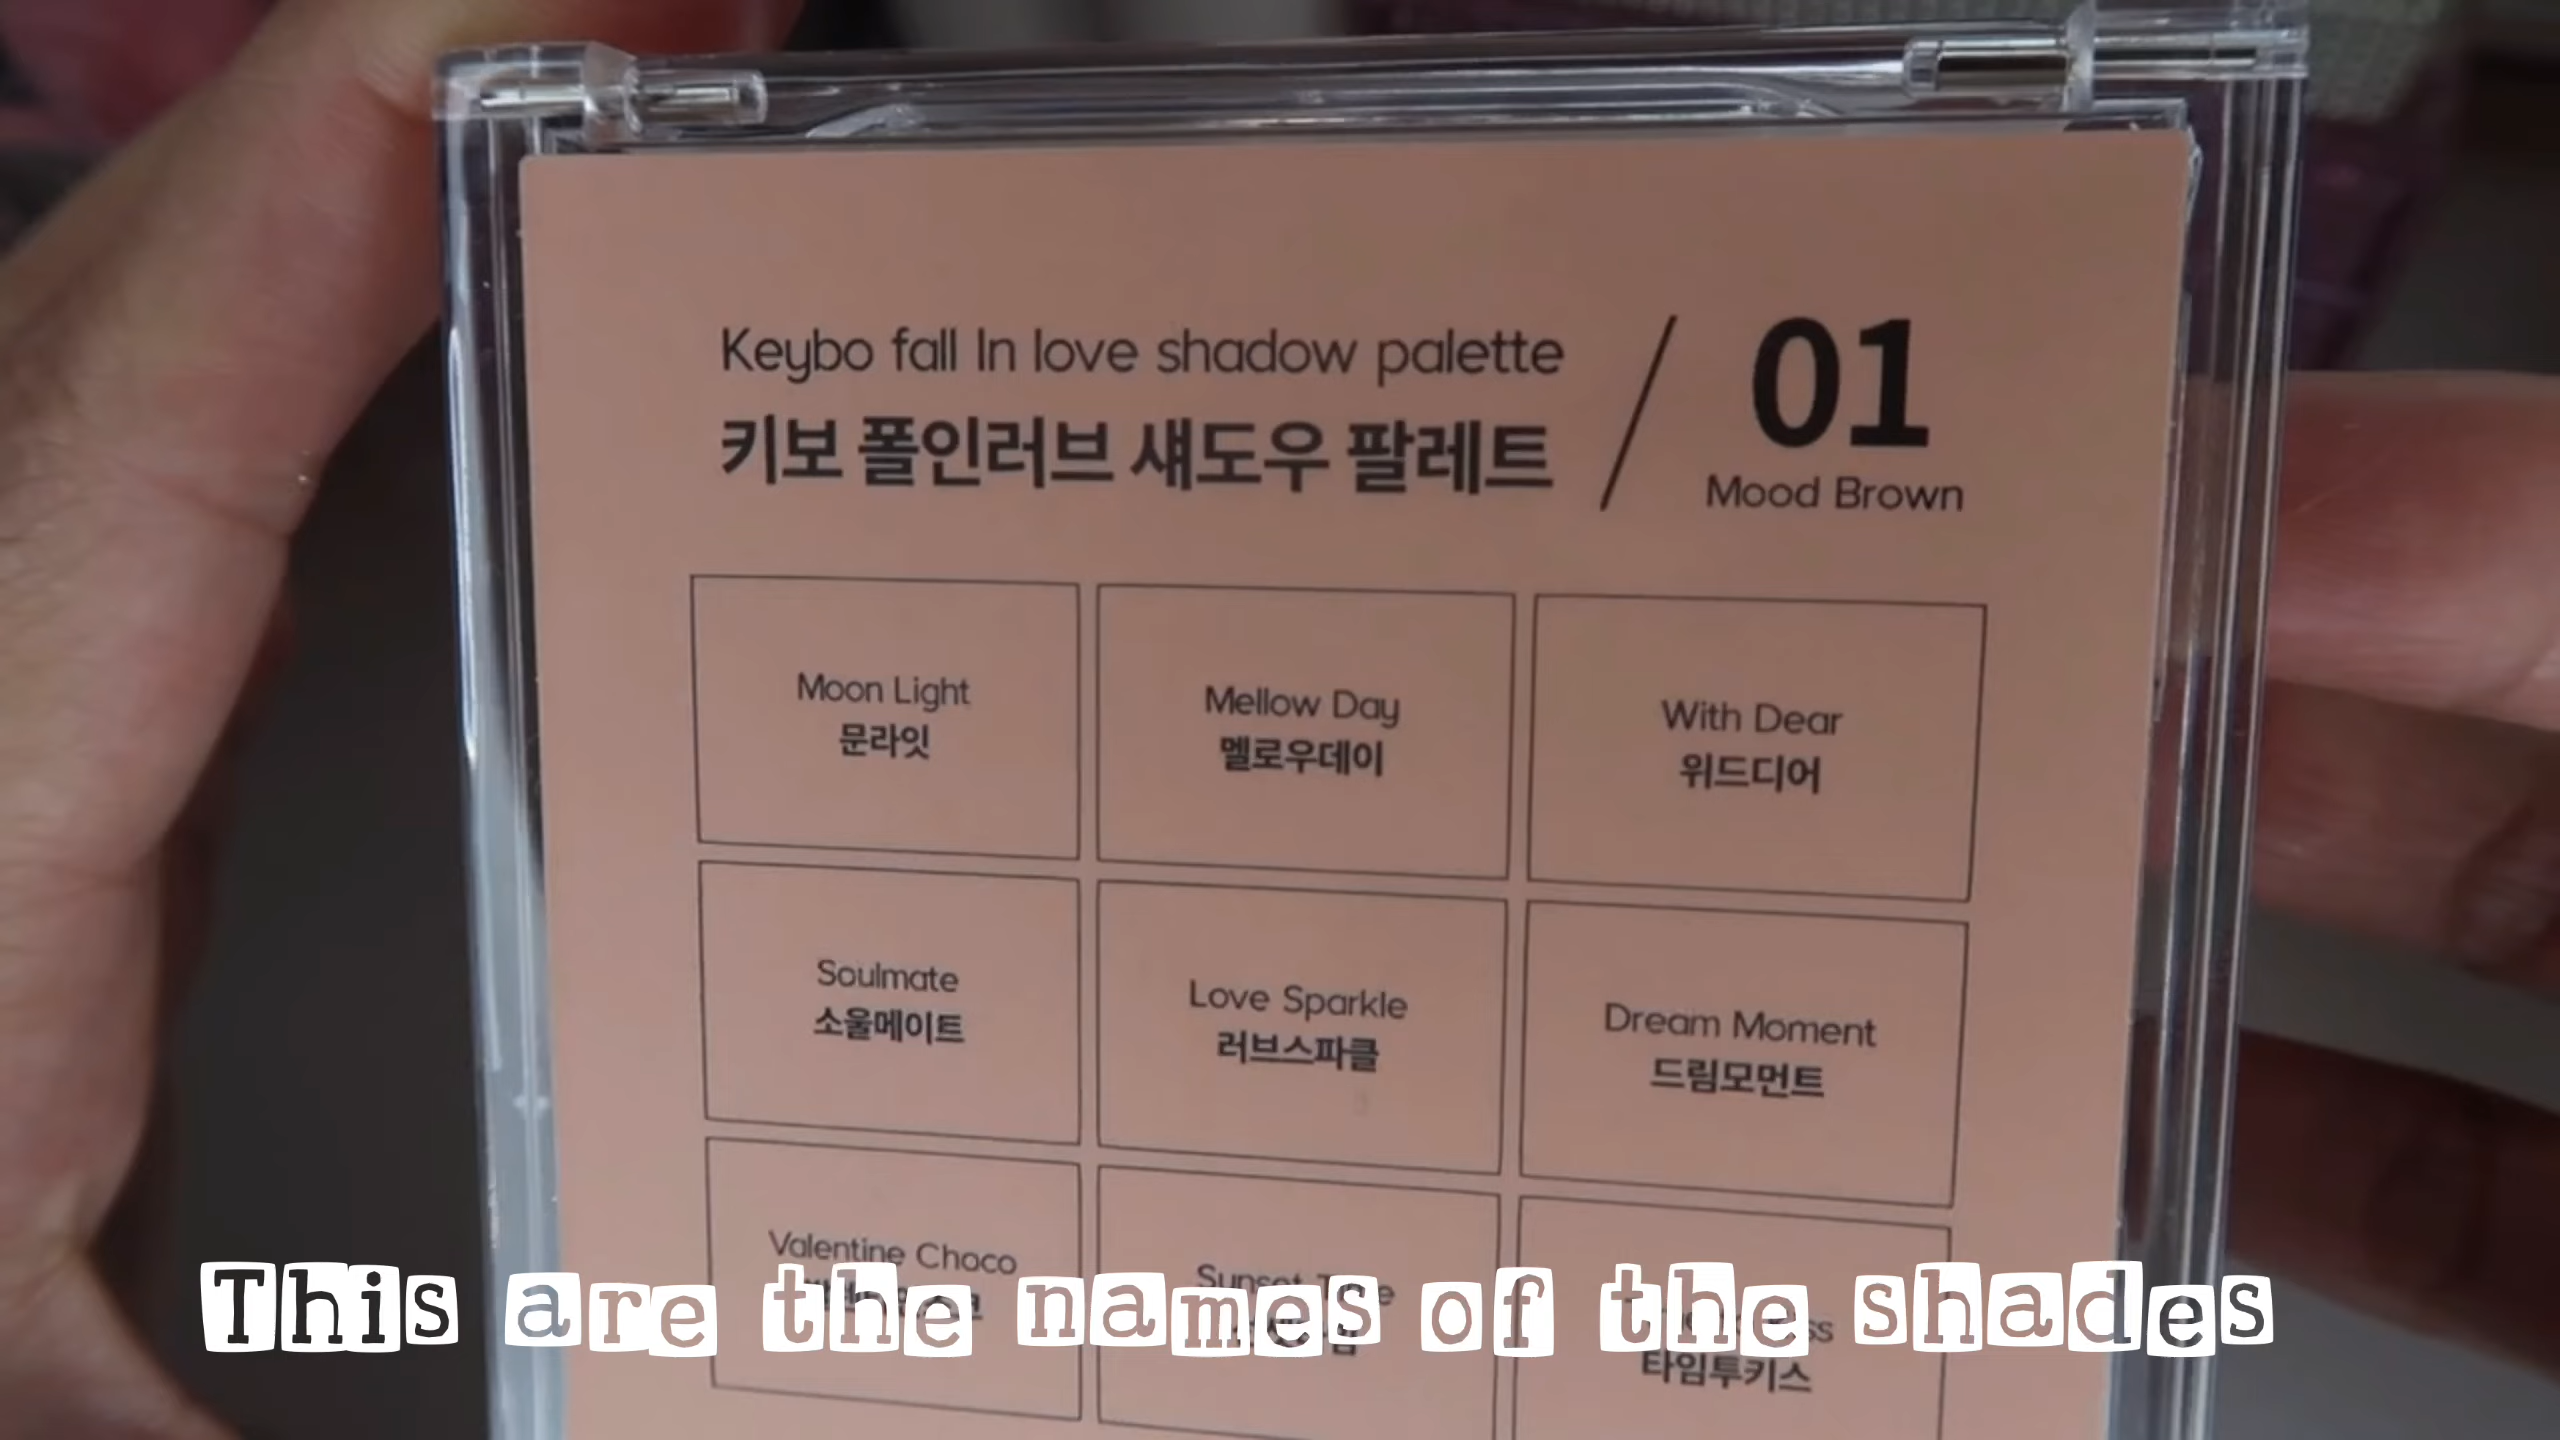 Keybo fall In love shadow palette
키보 폴인러브 섀도우 팔레트
01
Mood Brown
Moon Light
문라잇
Mellow Day
멜로우데이
With Dear
위드디어
Soulmate
소울메이트
Love Sparkle
러브스파클
Dream Moment
드림모먼트
Valentine Choco
Sunset
타임투키스
This are the names of the shades